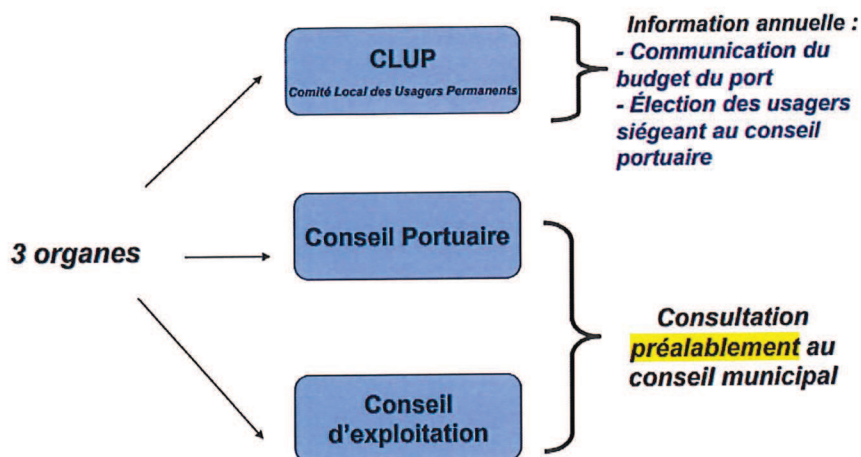 CLUP
Comité Local des Usagers Permanents
Information annuelle :
- Communication du
budget du port
- Élection des usagers
siégeant au conseil
portuaire
3 organes
Conseil Portuaire
Conseil
d'exploitation
Consultation
préalablement au
conseil municipal